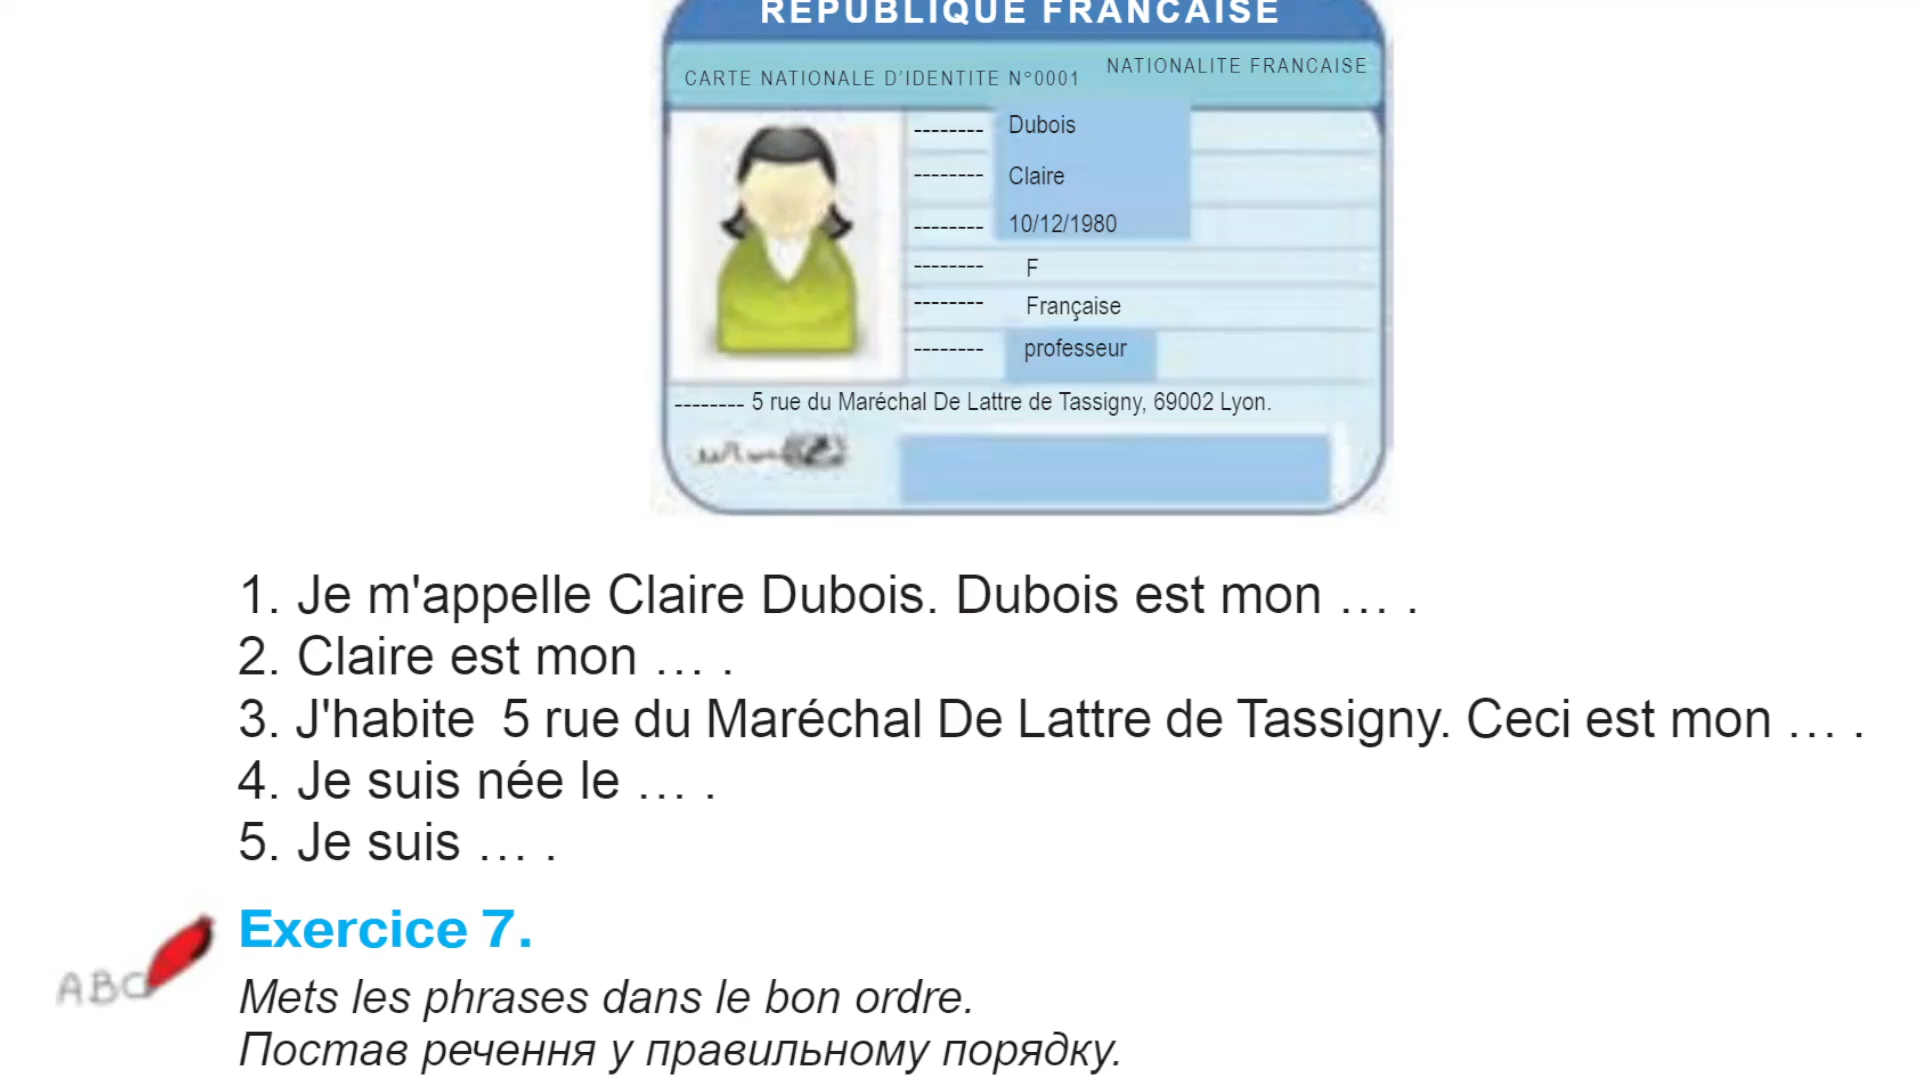 REPUBLIQUE FRANCAISE
CARTE NATIONALE D'IDENTITE N°0001 NATIONALITE FRANCAISE
-------- Dubois
-------- Claire
-------- 10/12/1980
-------- F
-------- Française
-------- professeur
-------- 5 rue du Maréchal De Lattre de Tassigny, 69002 Lyon.
1. Je m'appelle Claire Dubois. Dubois est mon … .
2. Claire est mon … .
3. J'habite 5 rue du Maréchal De Lattre de Tassigny. Ceci est mon … .
4. Je suis née le … .
5. Je suis … .
Exercice 7.
ABC
Mets les phrases dans le bon ordre.
Постав речення у правильному порядку.